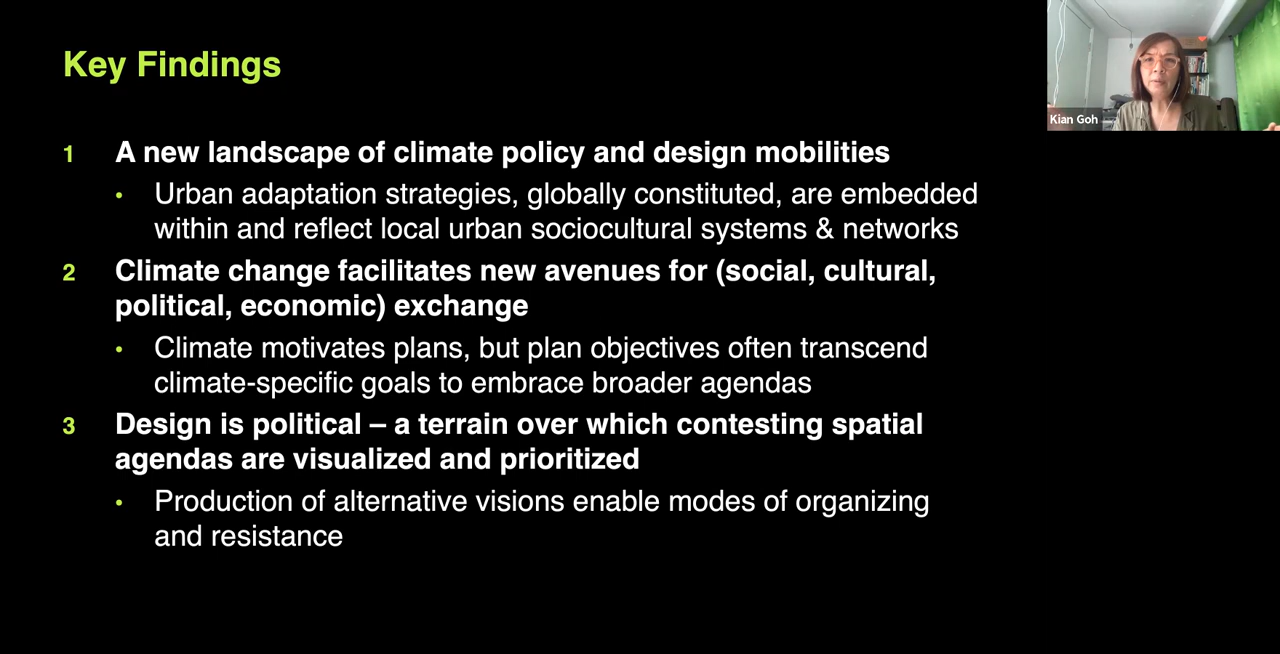 Key Findings
Kian Goh
1 A new landscape of climate policy and design mobilities
• Urban adaptation strategies, globally constituted, are embedded
within and reflect local urban sociocultural systems & networks
2 Climate change facilitates new avenues for (social, cultural,
political, economic) exchange
• Climate motivates plans, but plan objectives often transcend
climate-specific goals to embrace broader agendas
3 Design is political – a terrain over which contesting spatial
agendas are visualized and prioritized
• Production of alternative visions enable modes of organizing
and resistance